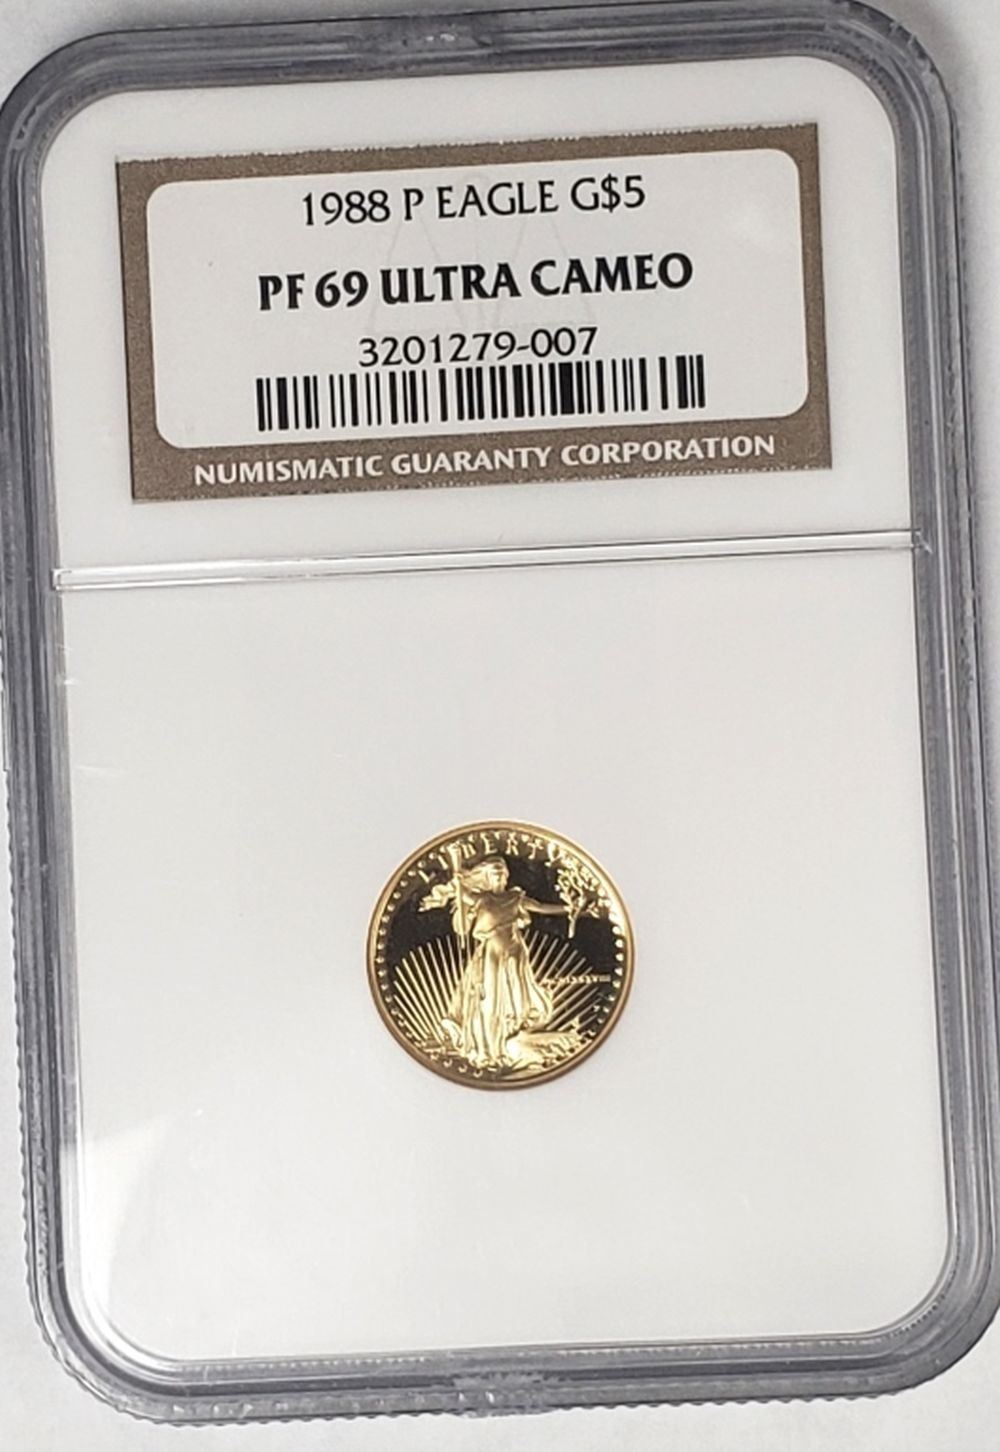 1988 P EAGLE G$5
PF 69 ULTRA CAMEO
3201279-007
NUMISMATIC GUARANTY CORPORATION
LIBERTY